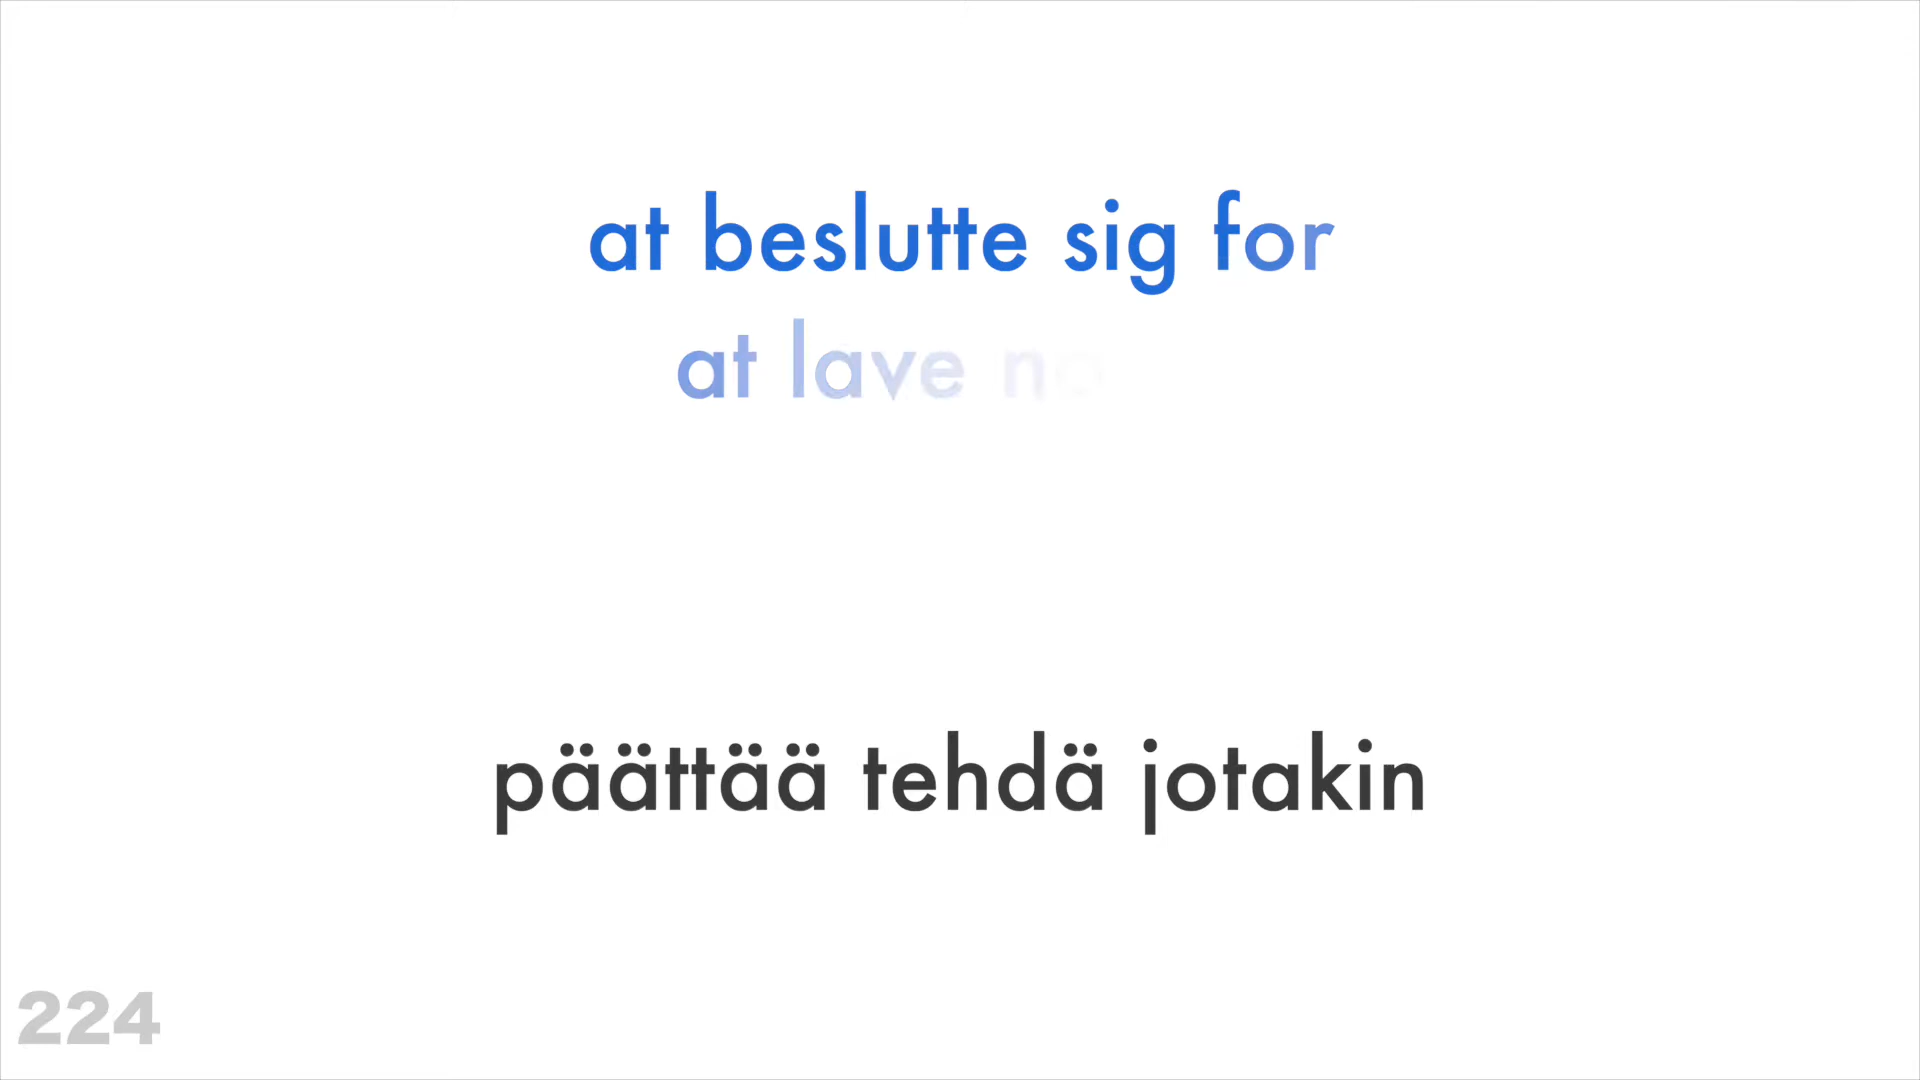 at beslutte sig for
at lave
päättää tehdä jotakin
224